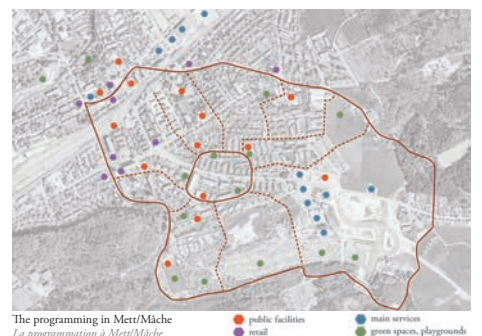 The programming in Mett/Mâche
La programmation à Mett/Mâche
public facilities
retail
main services
green spaces, playgrounds